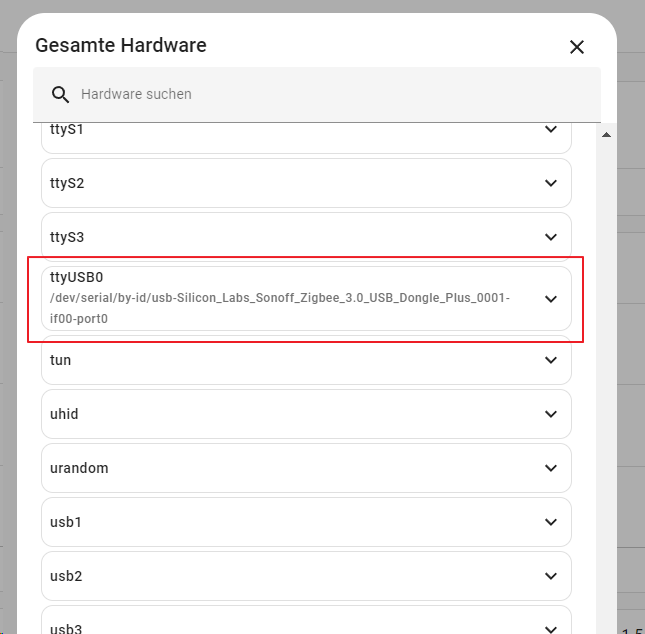 Gesamte Hardware
Hardware suchen
ttyS1
ttyS2
ttyS3
ttyUSB0
/dev/serial/by-id/usb-Silicon_Labs_Sonoff_Zigbee_3.0_USB_Dongle_Plus_0001-
if00-port0
tun
uhid
urandom
usb1
usb2
usb3